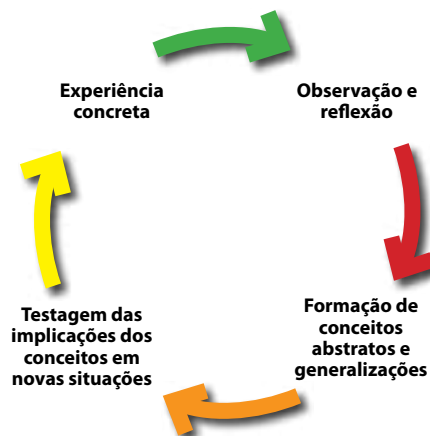 Experiência
concreta
Observação e
reflexão
Formação de
conceitos
abstratos e
generalizações
Testagem das
implicações dos
conceitos em
novas situações